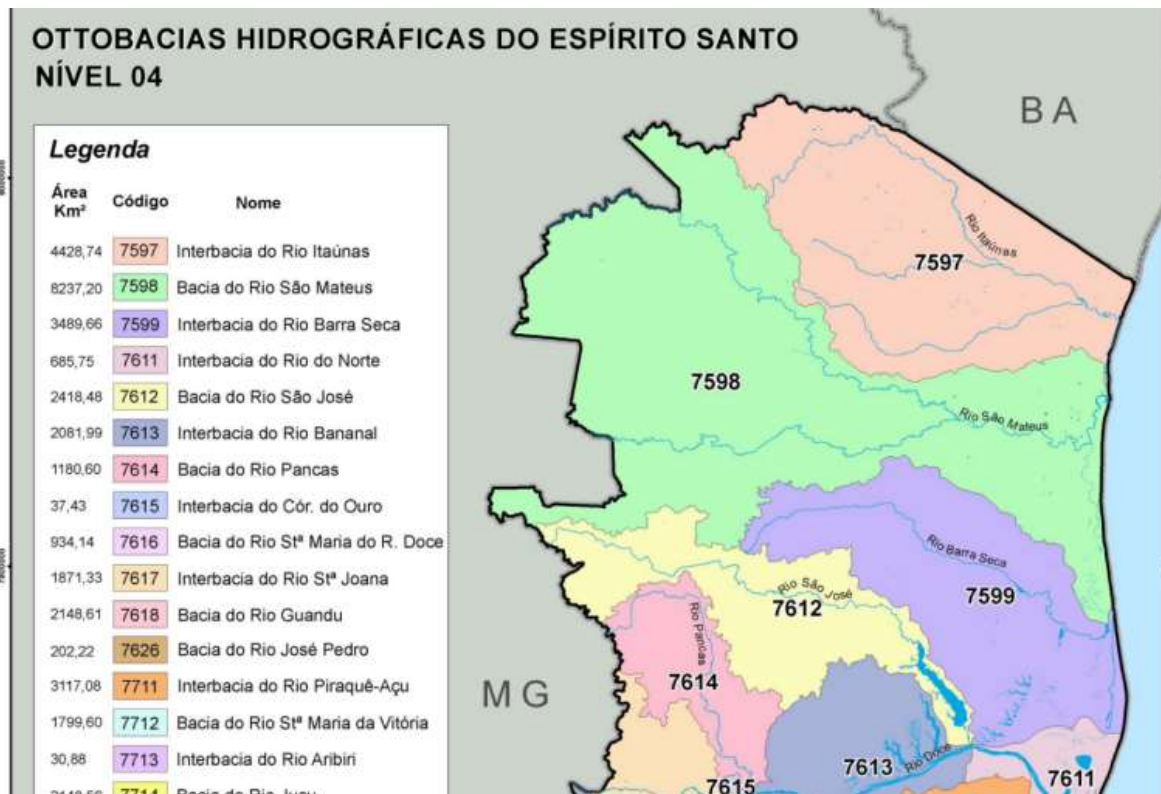 OTTOBACIAS HIDROGRÁFICAS DO ESPÍRITO SANTO
NÍVEL 04
Legenda
Área Km² Código Nome
4428,74 7597 Interbacia do Rio Itaúnas
8237,20 7598 Bacia do Rio São Mateus
3489,66 7599 Interbacia do Rio Barra Seca
685,75 7611 Interbacia do Rio do Norte
2418,48 7612 Bacia do Rio São José
2081,99 7613 Interbacia do Rio Bananal
1180,60 7614 Bacia do Rio Pancas
37,43 7615 Interbacia do Cór. do Ouro
934,14 7616 Bacia do Rio Stª Maria do R. Doce
1871,33 7617 Interbacia do Rio Stª Joana
2148,61 7618 Bacia do Rio Guandu
202,22 7626 Bacia do Rio José Pedro
3117,08 7711 Interbacia do Rio Piraquê-Açu
1799,60 7712 Bacia do Rio Stª Maria da Vitória
30,88 7713 Interbacia do Rio Aribiri
7714 Bacia do Rio Jucu
BA
Rio Itaúnas
7597
7598
Rio São Mateus
Rio Barra Seca
7599
Rio São José
7612
Rio Pancas
7614
MG
7613
Rio Doce
7611
7615